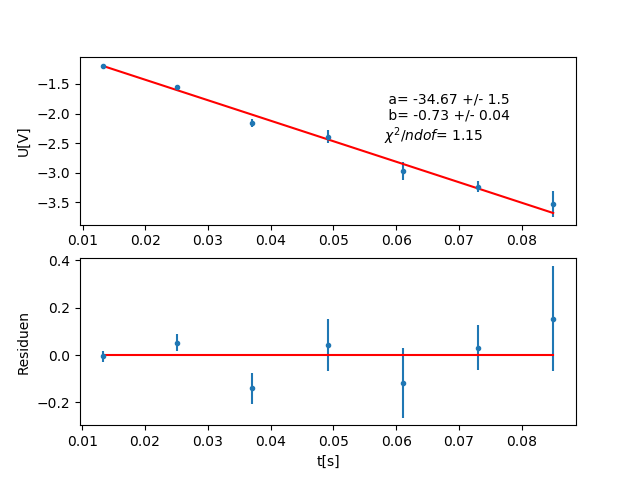 −1.5
−2.0
−2.5
−3.0
−3.5
U[V]
a= -34.67 +/- 1.5
b= -0.73 +/- 0.04
χ²/ndof= 1.15
0.01 0.02 0.03 0.04 0.05 0.06 0.07 0.08
0.4
0.2
0.0
−0.2
Residuen
0.01 0.02 0.03 0.04 0.05 0.06 0.07 0.08
t[s]